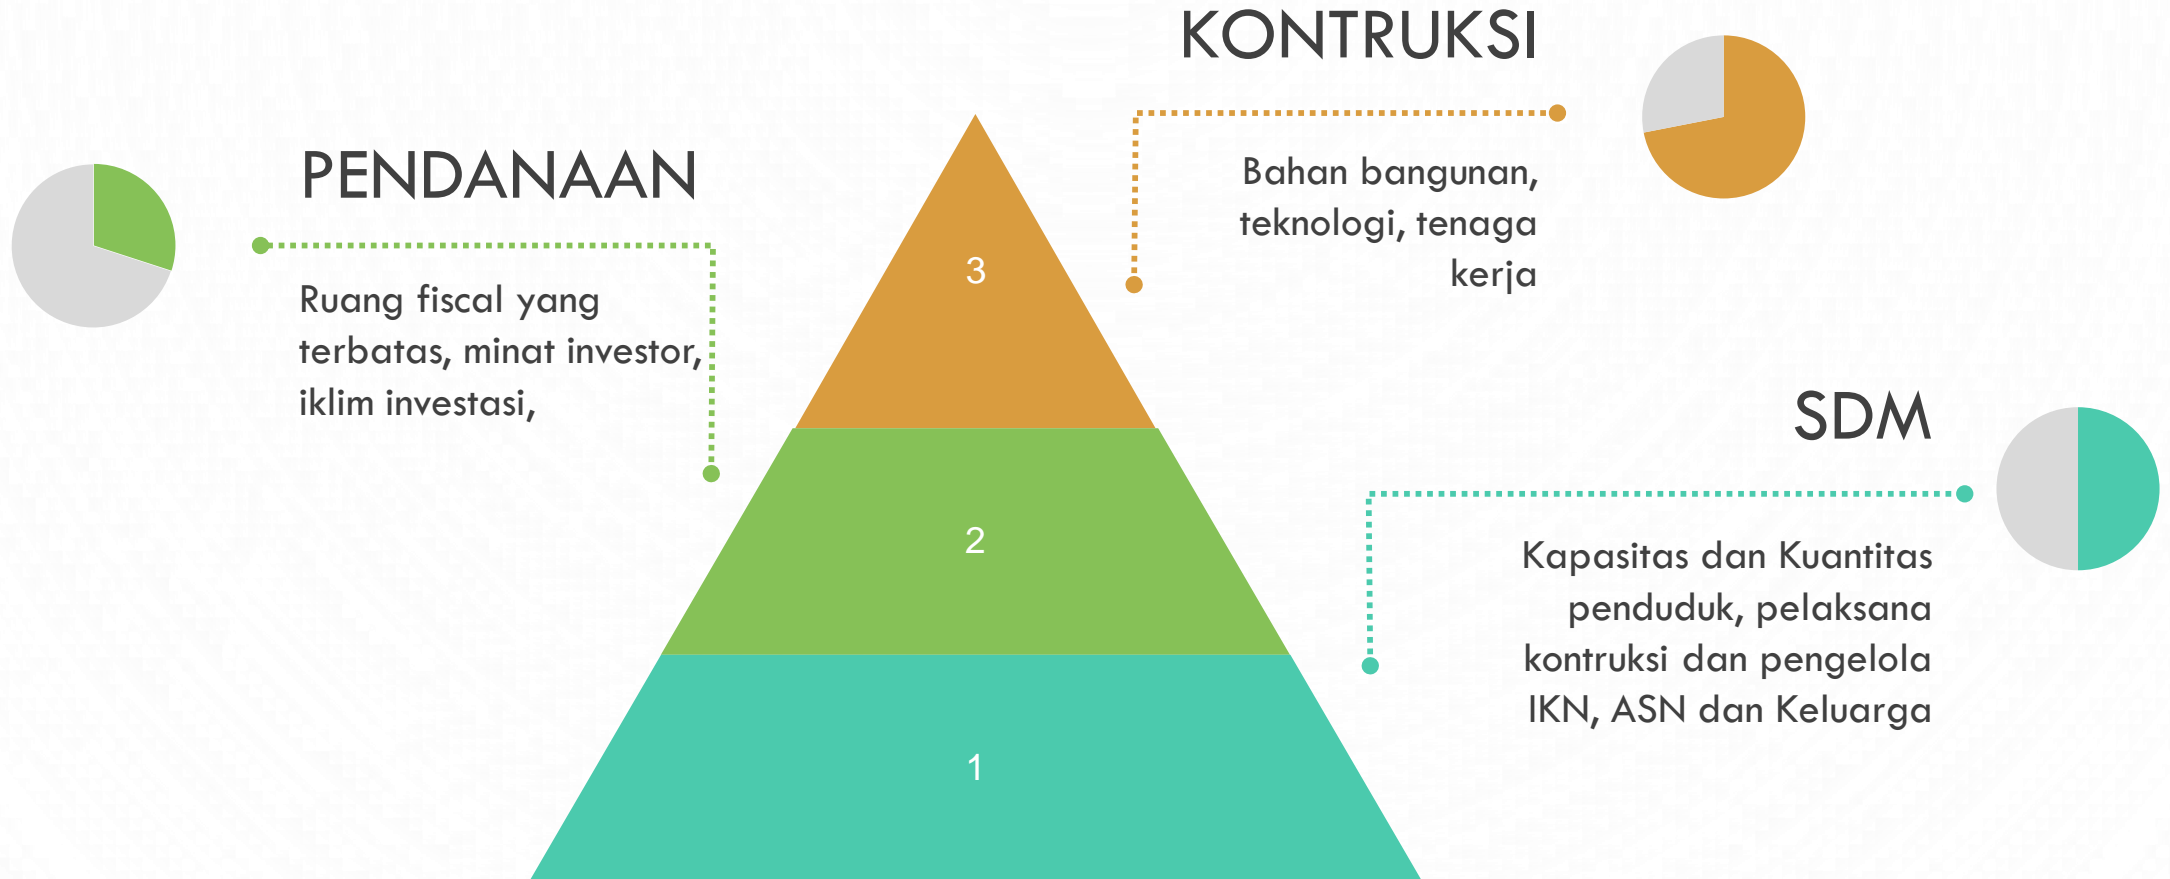 KONTRUKSI
Bahan bangunan,
teknologi, tenaga
kerja
PENDANAAN
Ruang fiscal yang
terbatas, minat investor,
iklim investasi,
SDM
Kapasitas dan Kuantitas
penduduk, pelaksana
kontruksi dan pengelola
IKN, ASN dan Keluarga
3
2
1